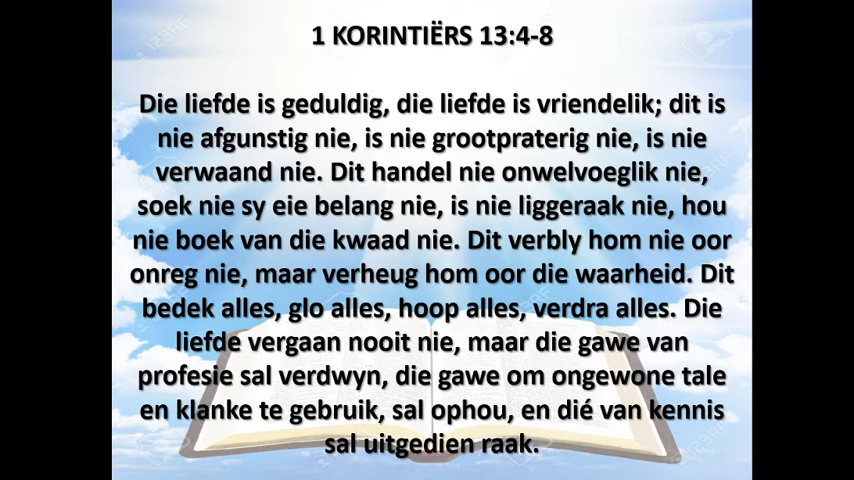 1 KORINTIËRS 13:4-8
Die liefde is geduldig, die liefde is vriendelik; dit is
nie afgunstig nie, is nie grootpraterig nie, is nie
verwaand nie. Dit handel nie onwelvoeglik nie,
soek nie sy eie belang nie, is nie liggeraak nie, hou
nie boek van die kwaad nie. Dit verbly hom nie oor
onreg nie, maar verheug hom oor die waarheid. Dit
bedek alles, glo alles, hoop alles, verdra alles. Die
liefde vergaan nooit nie, maar die gawe van
profesie sal verdwyn, die gawe om ongewone tale
en klanke te gebruik, sal ophou, en dié van kennis
sal uitgedien raak.